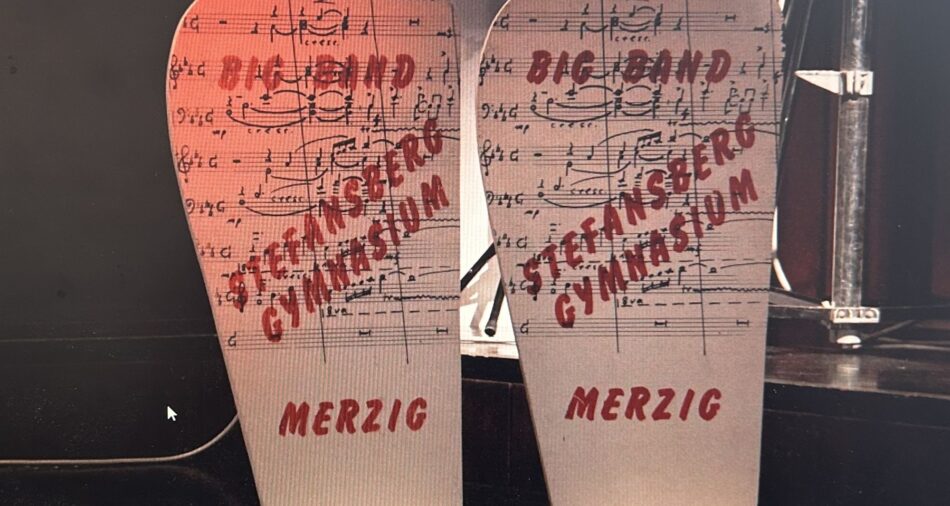 BIG BAND
STEFANSBERG
GYMNASIUM
MERZIG
BIG BAND
STEFANSBERG
GYMNASIUM
MERZIG